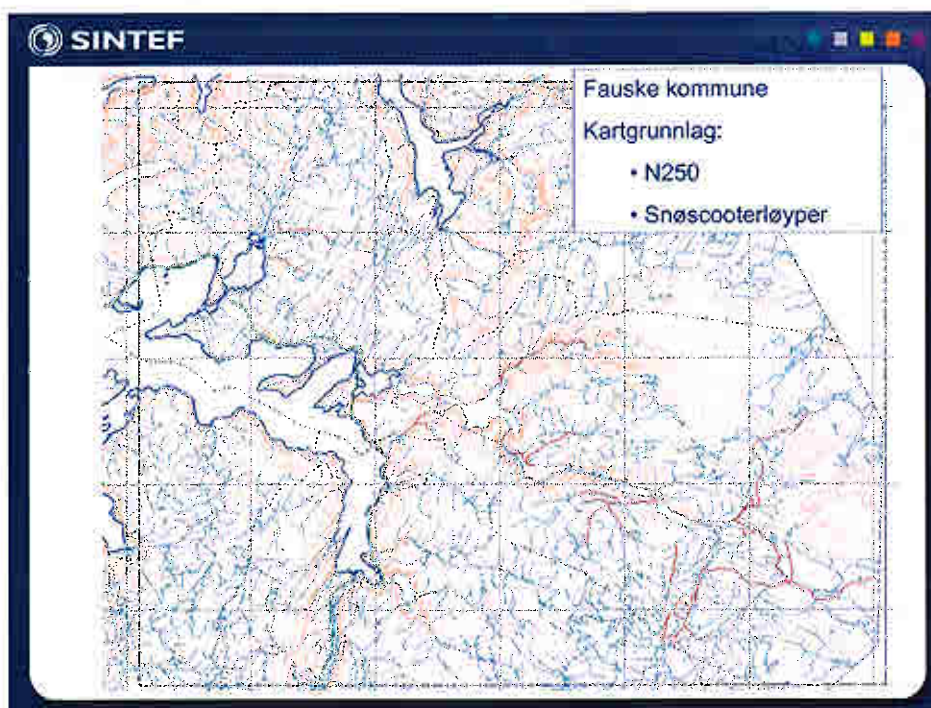 SINTEF
Fauske kommune
Kartgrunnlag:
• N250
• Snøscooterløyper